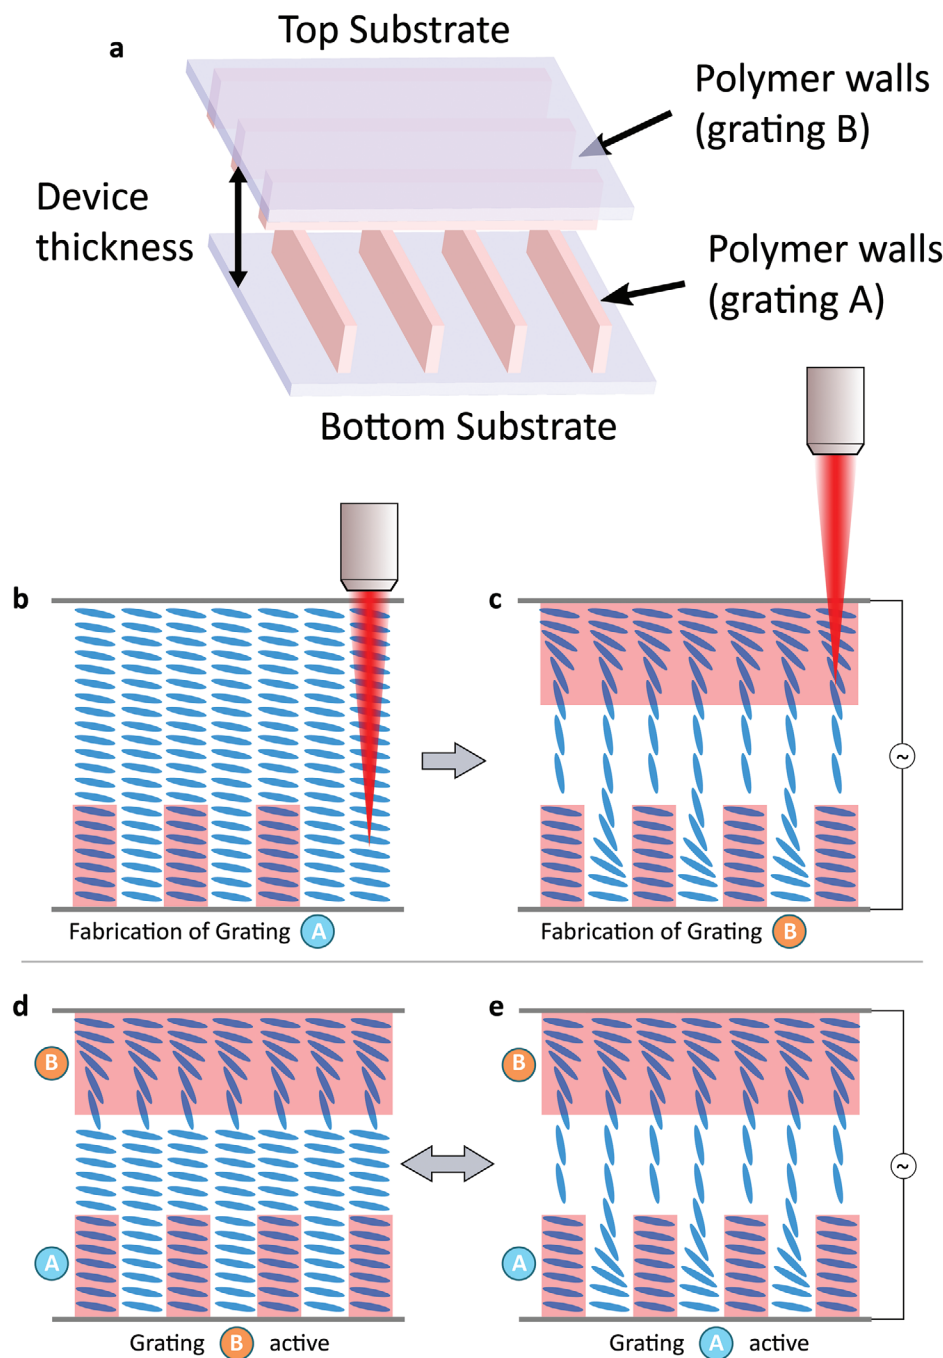 a
Top Substrate
Polymer walls
(grating B)
Device
thickness
Polymer walls
(grating A)
Bottom Substrate
b
c
~
Fabrication of Grating A
Fabrication of Grating B
d
e
B
B
~
A
A
Grating B active
Grating A active